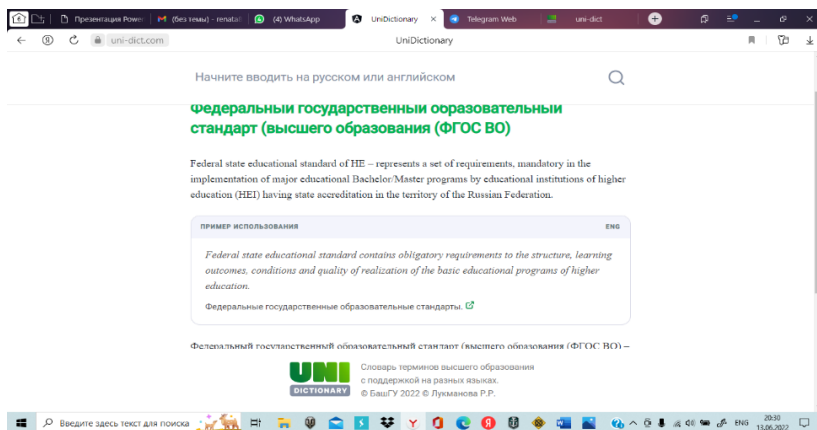 Презентация Power
(без темы) - renatal
(4) WhatsApp
UniDictionary
Telegram Web
uni-dict
uni-dict.com
UniDictionary
Начните вводить на русском или английском
Федеральный государственный образовательный
стандарт (высшего образования (ФГОС ВО)
Federal state educational standard of HE – represents a set of requirements, mandatory in the
implementation of major educational Bachelor/Master programs by educational institutions of higher
education (HEI) having state accreditation in the territory of the Russian Federation.
ПРИМЕР ИСПОЛЬЗОВАНИЯ ENG
Federal state educational standard contains obligatory requirements to the structure, learning
outcomes, conditions and quality of realization of the basic educational programs of higher
education.
Федеральные государственные образовательные стандарты.
Федеральный государственный образовательный стандарт (высшего образования (ФГОС ВО) –
UNI
DICTIONARY
Словарь терминов высшего образования
с поддержкой на разных языках.
© БашГУ 2022 © Лукманова Р.Р.
Введите здесь текст для поиска
ENG
20:30
13.06.2022